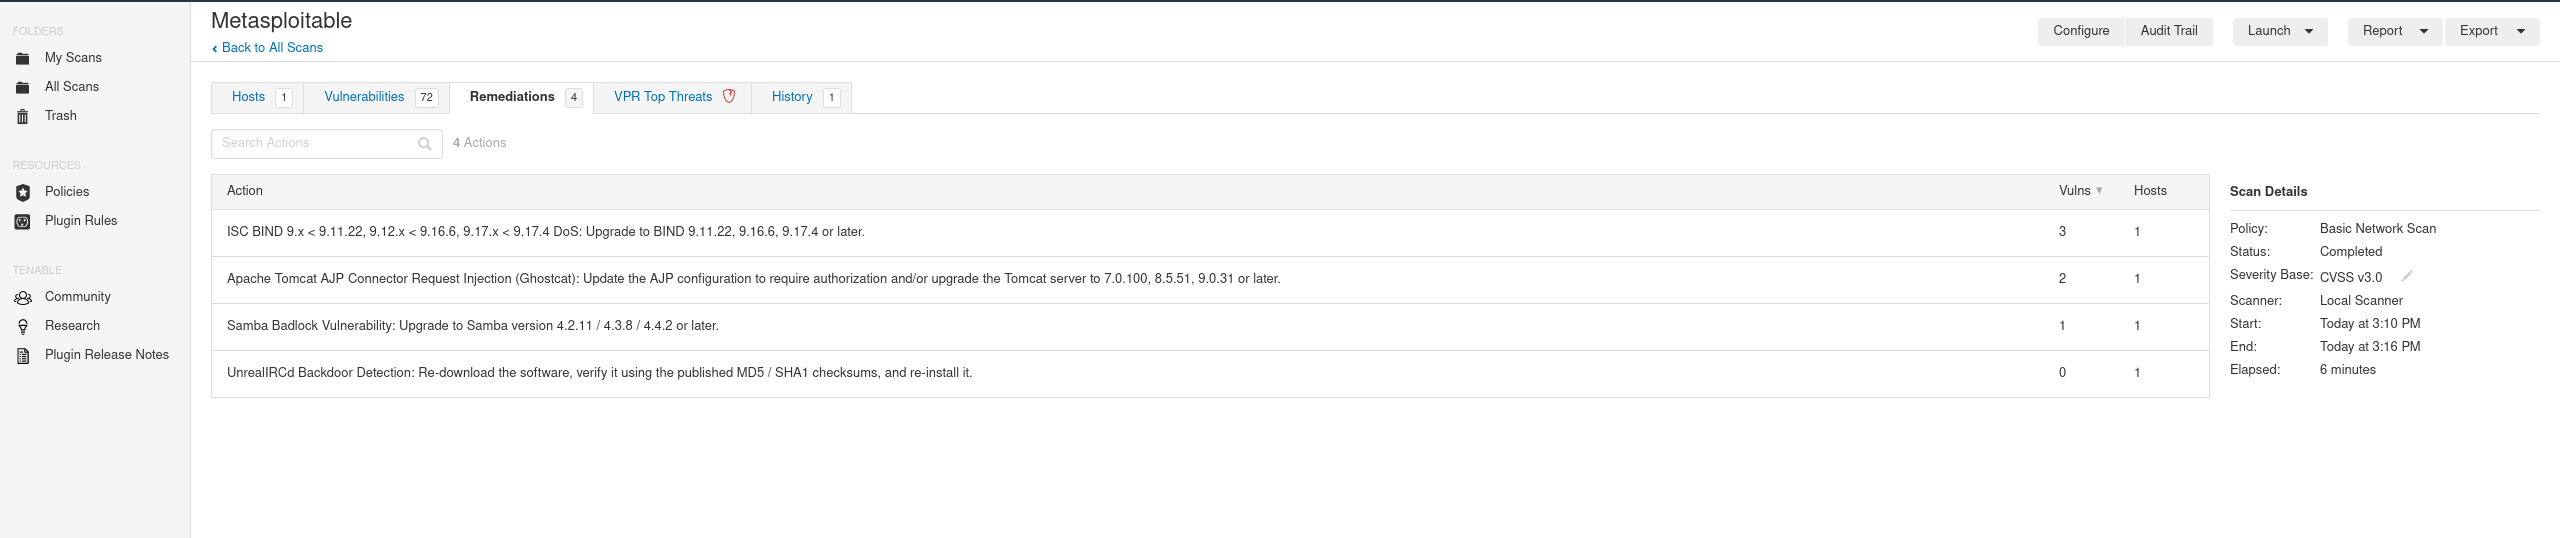 Metasploitable
Back to All Scans
Configure
Audit Trail
Launch
Report
Export
FOLDERS
My Scans
All Scans
Trash
RESOURCES
Policies
Plugin Rules
TENABLE
Community
Research
Plugin Release Notes
Hosts 1
Vulnerabilities 72
Remediations 4
VPR Top Threats
History 1
Search Actions
4 Actions
Action Vulns Hosts
ISC BIND 9.x < 9.11.22, 9.12.x < 9.16.6, 9.17.x < 9.17.4 DoS: Upgrade to BIND 9.11.22, 9.16.6, 9.17.4 or later. 3 1
Apache Tomcat AJP Connector Request Injection (Ghostcat): Update the AJP configuration to require authorization and/or upgrade the Tomcat server to 7.0.100, 8.5.51, 9.0.31 or later. 2 1
Samba Badlock Vulnerability: Upgrade to Samba version 4.2.11 / 4.3.8 / 4.4.2 or later. 1 1
UnrealIRCd Backdoor Detection: Re-download the software, verify it using the published MD5 / SHA1 checksums, and re-install it. 0 1
Scan Details
Policy: Basic Network Scan
Status: Completed
Severity Base: CVSS v3.0
Scanner: Local Scanner
Start: Today at 3:10 PM
End: Today at 3:16 PM
Elapsed: 6 minutes